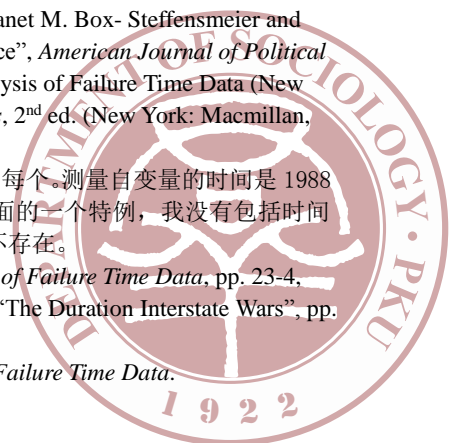 anet M. Box- Steffensmeier and
ce”, American Journal of Political
ysis of Failure Time Data (New
, 2nd ed. (New York: Macmillan,
每个。测量自变量的时间是 1988
面的一个特例，我没有包括时间
不存在。
of Failure Time Data, pp. 23-4,
“The Duration Interstate Wars”, pp.
Failure Time Data.
DEPARTMENT OF SOCIOLOGY · PKU
1922